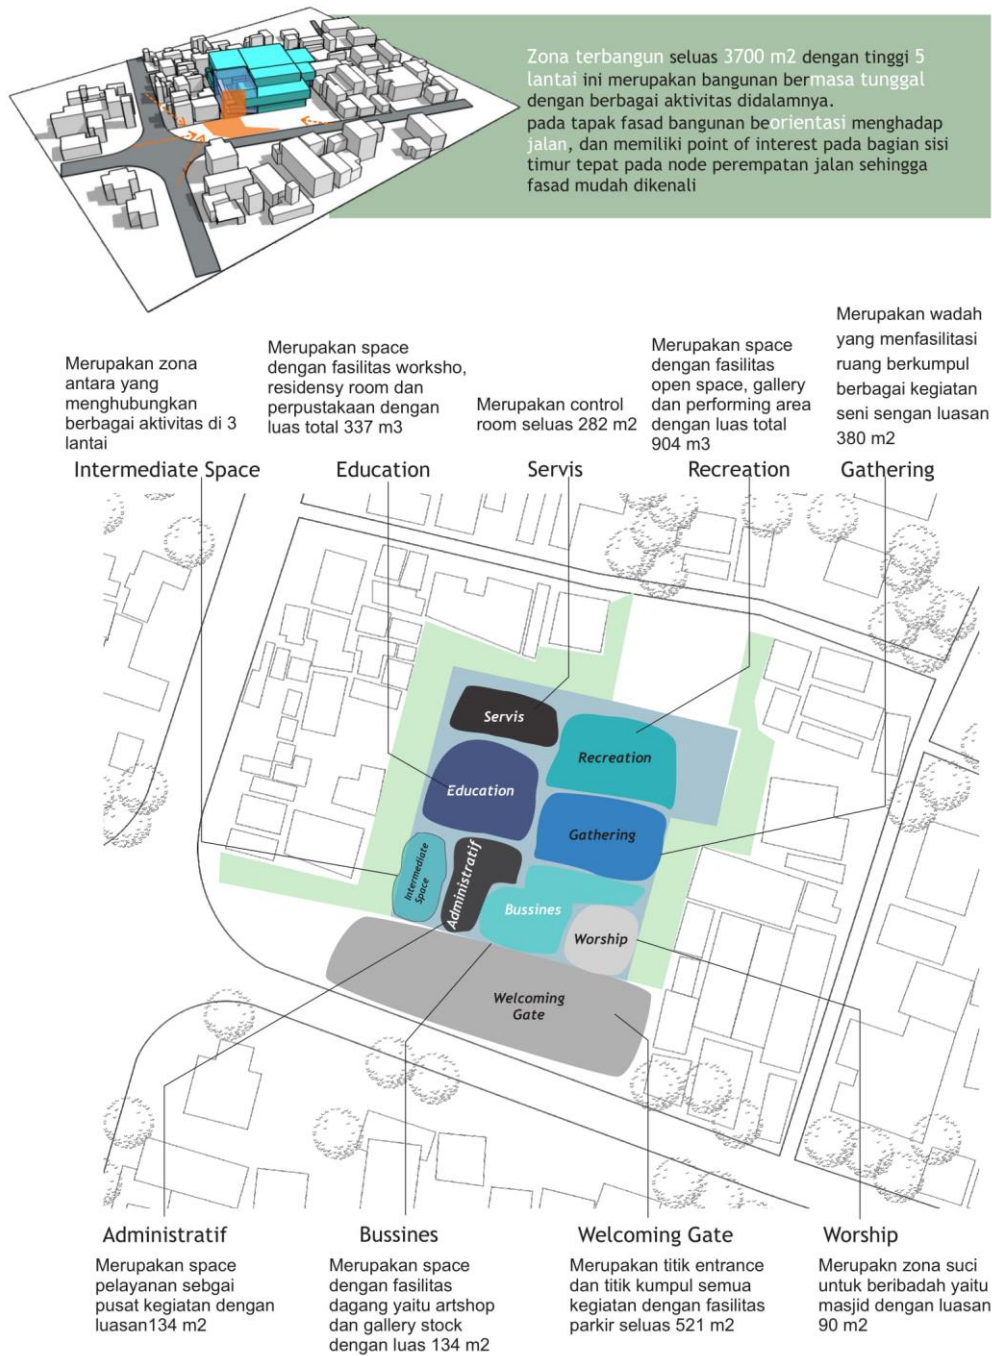 Zona terbangun seluas 3700 m2 dengan tinggi 5
lantai ini merupakan bangunan bermasa tunggal
dengan berbagai aktivitas didalamnya.
pada tapak fasad bangunan beorientasi menghadap
jalan, dan memiliki point of interest pada bagian sisi
timur tepat pada node perempatan jalan sehingga
fasad mudah dikenali
Merupakan zona
antara yang
menghubungkan
berbagai aktivitas di 3
lantai
Intermediate Space
Merupakan space
dengan fasilitas worksho,
residensy room dan
perpustakaan dengan
luas total 337 m3
Education
Merupakan control
room seluas 282 m2
Servis
Merupakan space
dengan fasilitas
open space, gallery
dan performing area
dengan luas total
904 m3
Recreation
Merupakan wadah
yang menfasilitasi
ruang berkumpul
berbagai kegiatan
seni sengan luasan
380 m2
Gathering
Servis
Recreation
Education
Gathering
Intermediate
Space
Administratif
Bussines
Worship
Welcoming
Gate
Administratif
Merupakan space
pelayanan sebgai
pusat kegiatan dengan
luasan134 m2
Bussines
Merupakan space
dengan fasilitas
dagang yaitu artshop
dan gallery stock
dengan luas 134 m2
Welcoming Gate
Merupakan titik entrance
dan titik kumpul semua
kegiatan dengan fasilitas
parkir seluas 521 m2
Worship
Merupakn zona suci
untuk beribadah yaitu
masjid dengan luasan
90 m2